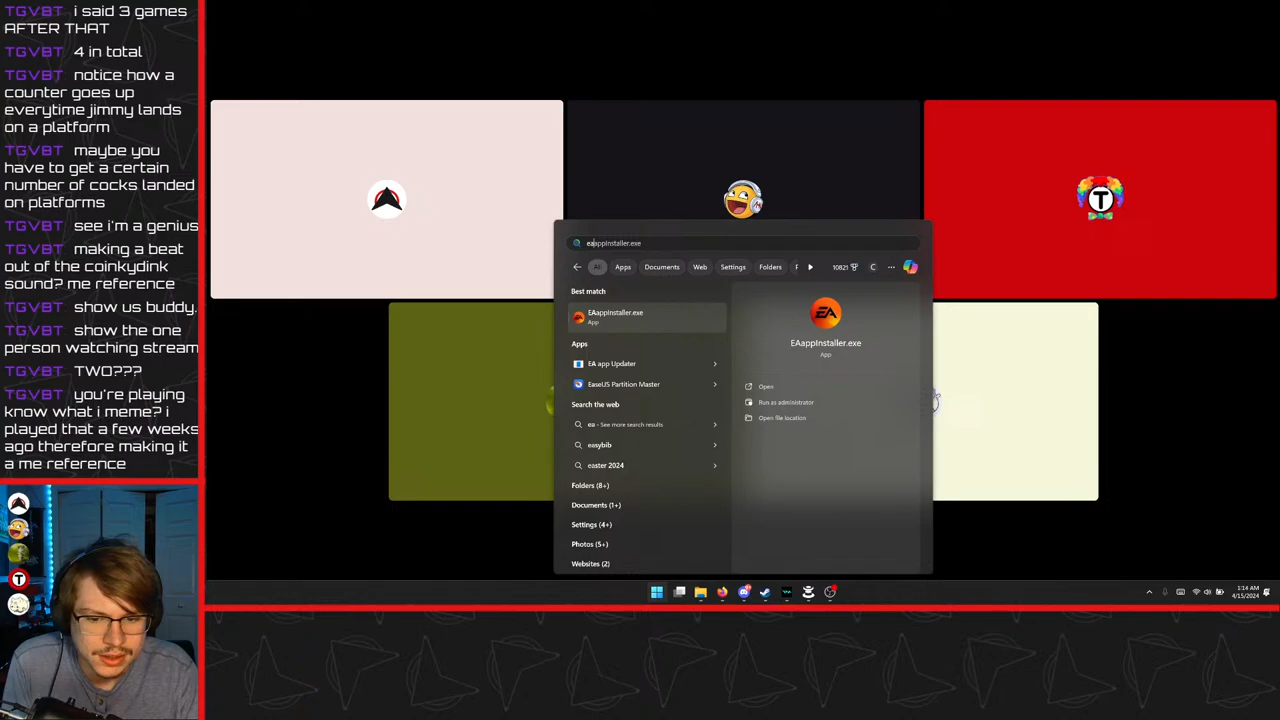 TGVBT i said 3 games
AFTER THAT
TGVBT 4 in total
TGVBT notice how a
counter goes up
everytime jimmy lands
on a platform
TGVBT maybe you
have to get a certain
number of cocks landed
on platforms
TGVBT see i'm a genius
TGVBT making a beat
out of the coinkydink
sound? me reference
TGVBT show us buddy.
TGVBT show the one
person watching stream
TGVBT TWO???
TGVBT you're playing
know what i meme? i
played that a few weeks
ago therefore making it
a me reference
T
eaappInstaller.exe
All
Apps
Documents
Web
Settings
Folders
10821
C
Best match
EAappInstaller.exe
App
Apps
EA app Updater
EaseUS Partition Master
Search the web
ea - See more search results
easybib
easter 2024
Folders (8+)
Documents (1+)
Settings (4+)
Photos (5+)
Websites (2)
EA
EAappInstaller.exe
App
Open
Run as administrator
Open file location
1:14 AM
4/15/2024
T